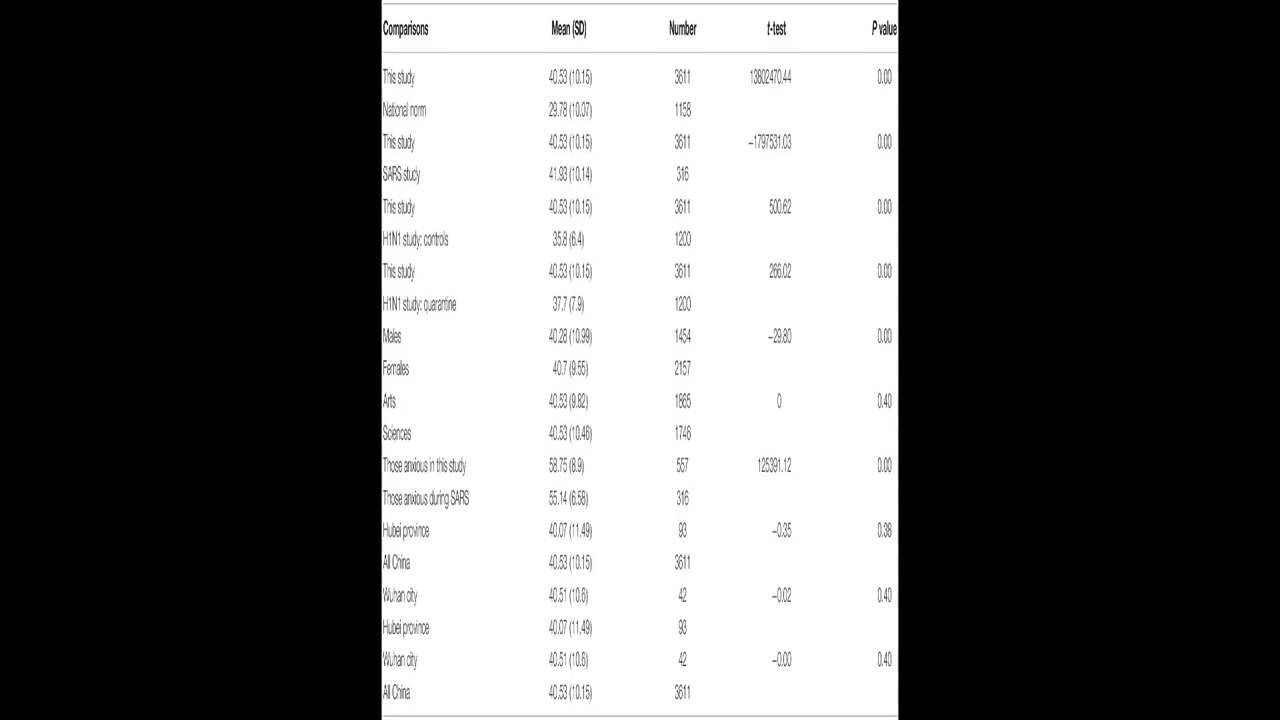 Comparisons Mean (SD) Number t-test P value
This study 40.53 (10.15) 3611 13802470.44 0.00
National norm 29.78 (10.07) 1158
This study 40.53 (10.15) 3611 −1797531.03 0.00
SARS study 41.93 (10.14) 316
This study 40.53 (10.15) 3611 500.62 0.00
H1N1 study: controls 35.8 (6.4) 1200
This study 40.53 (10.15) 3611 266.02 0.00
H1N1 study: quarantine 37.7 (7.9) 1200
Males 40.28 (10.99) 1454 −29.80 0.00
Females 40.7 (9.55) 2157
Arts 40.53 (9.82) 1865 0 0.40
Sciences 40.53 (10.46) 1746
Those anxious in this study 58.75 (8.9) 557 125391.12 0.00
Those anxious during SARS 55.14 (6.58) 316
Hubei province 40.07 (11.49) 93 −0.35 0.38
All China 40.53 (10.15) 3611
Wuhan city 40.51 (10.6) 42 −0.02 0.40
Hubei province 40.07 (11.49) 93
Wuhan city 40.51 (10.6) 42 −0.00 0.40
All China 40.53 (10.15) 3611